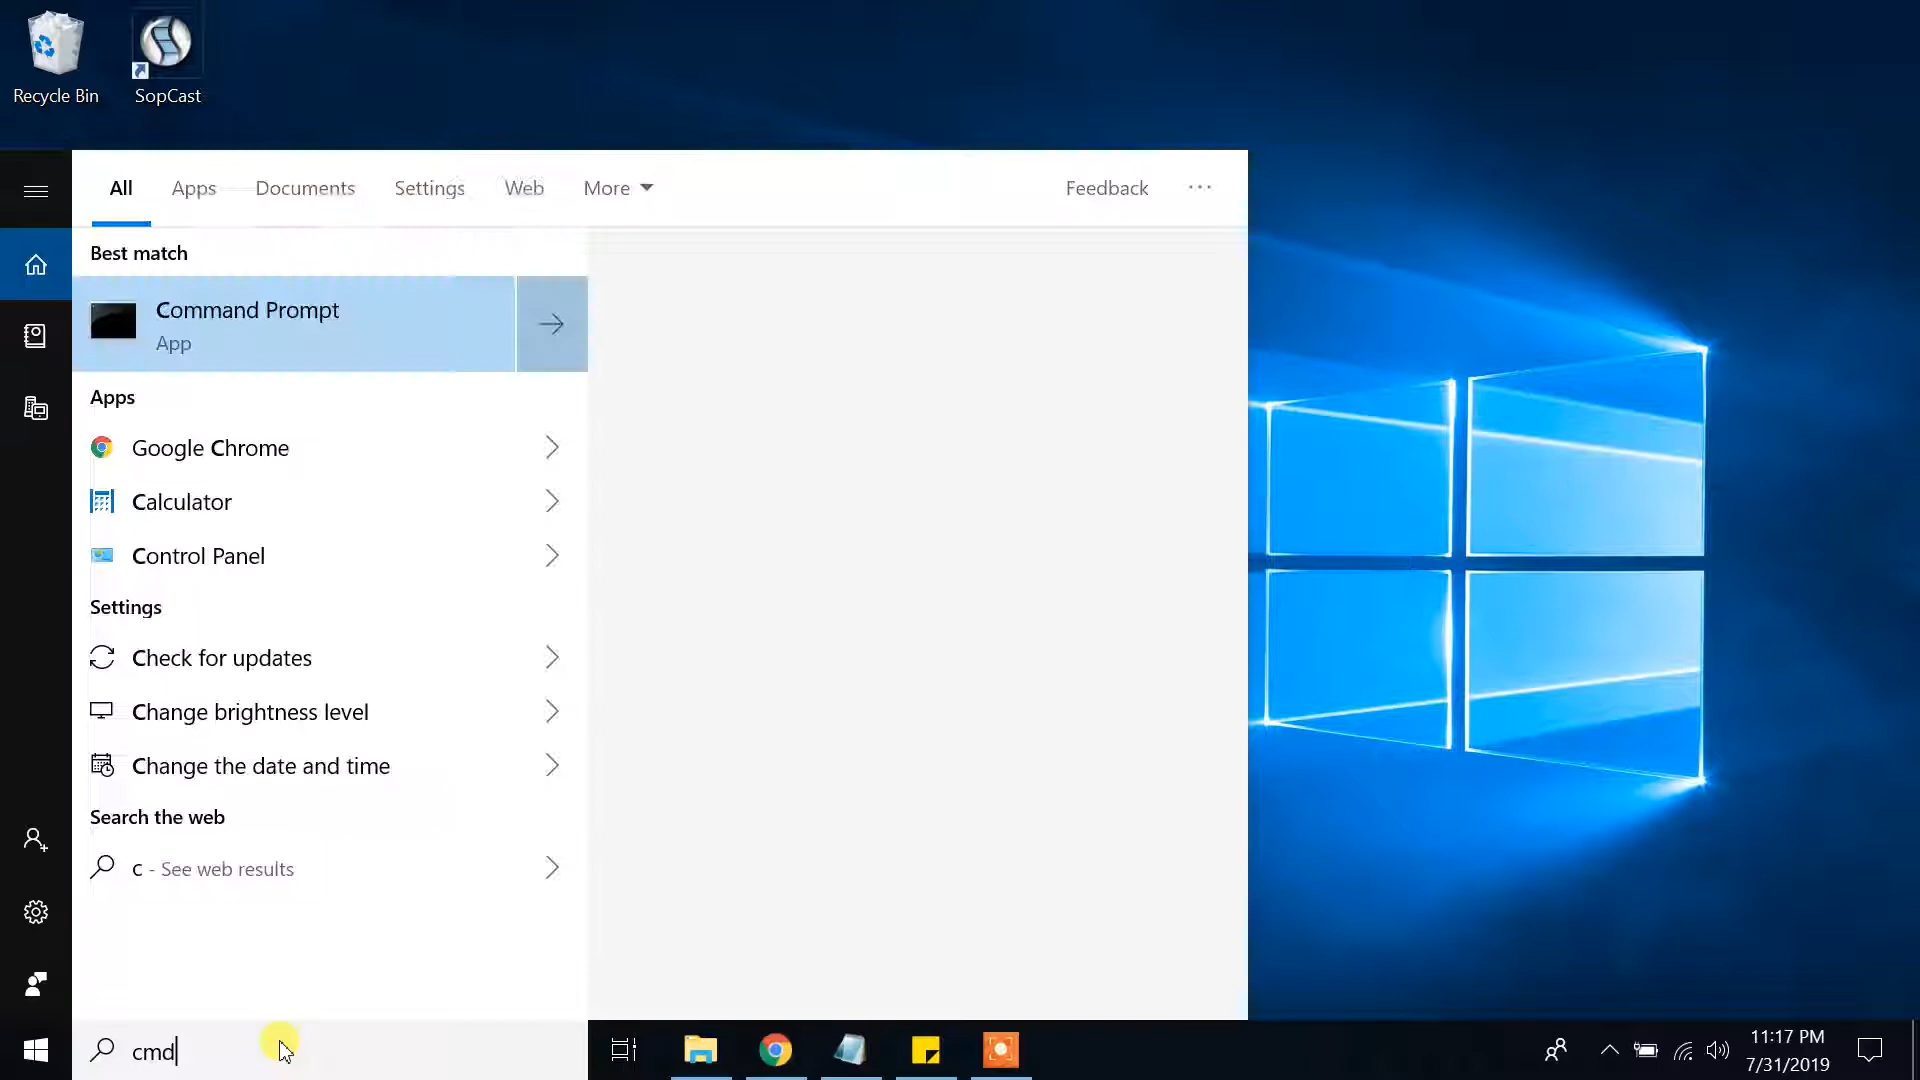 Recycle Bin
SopCast
All Apps Documents Settings Web More Feedback
Best match
Command Prompt
App
Apps
Google Chrome
Calculator
Control Panel
Settings
Check for updates
Change brightness level
Change the date and time
Search the web
c - See web results
cmd
11:17 PM
7/31/2019